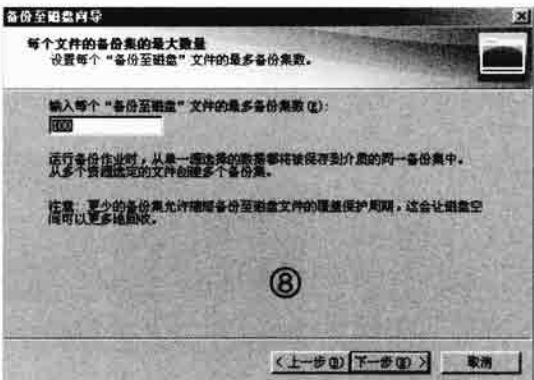 备份至磁盘向导
每个文件的备份集的最大数量
设置每个“备份至磁盘”文件的最多备份集数。
输入每个“备份至磁盘”文件的最多备份集数(E):
运行备份作业时，从单一源选择的数据都将被保存到介质的同一备份集中。
从多个资源选定的文件创建多个备份集。
注意: 更少的备份集允许缩短备份至磁盘文件的覆盖保护周期，这会让磁盘空
间可以更多地回收。
⑧
<上一步(B) 下一步(N)> 取消